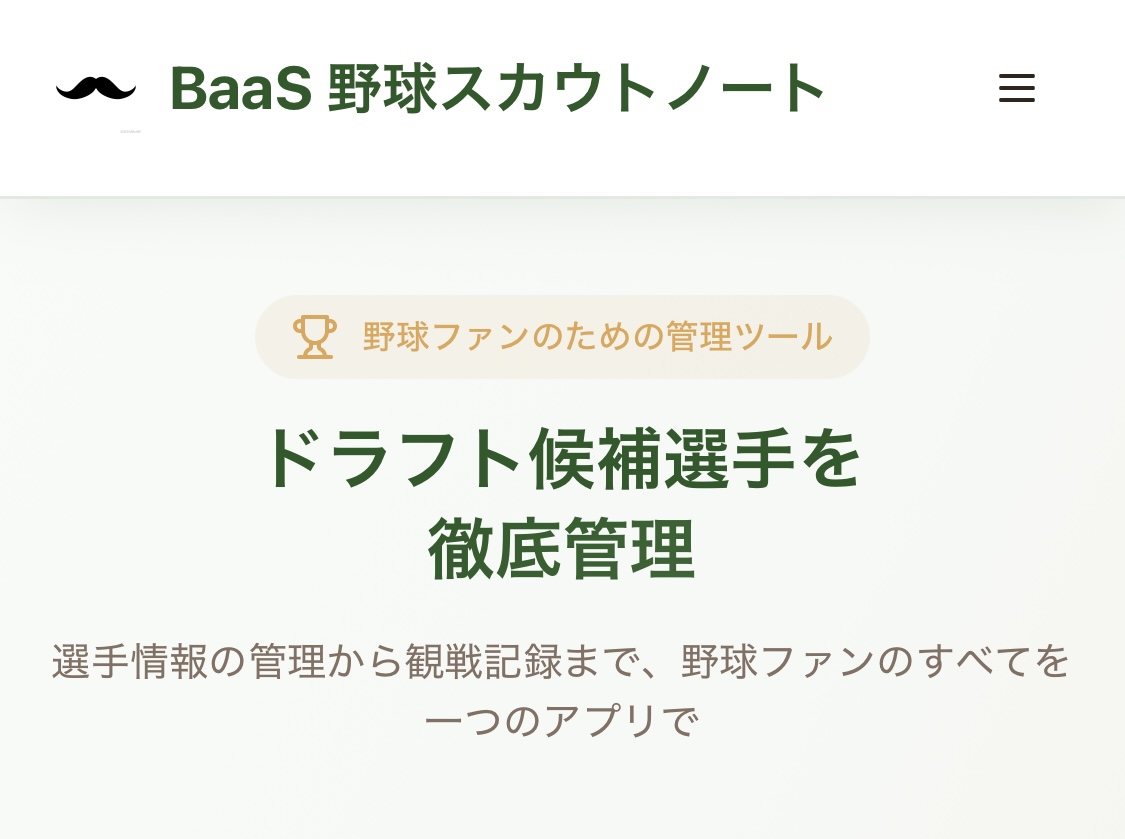 BaaS 野球スカウトノート
野球ファンのための管理ツール
ドラフト候補選手を
徹底管理
選手情報の管理から観戦記録まで、野球ファンのすべてを
一つのアプリで